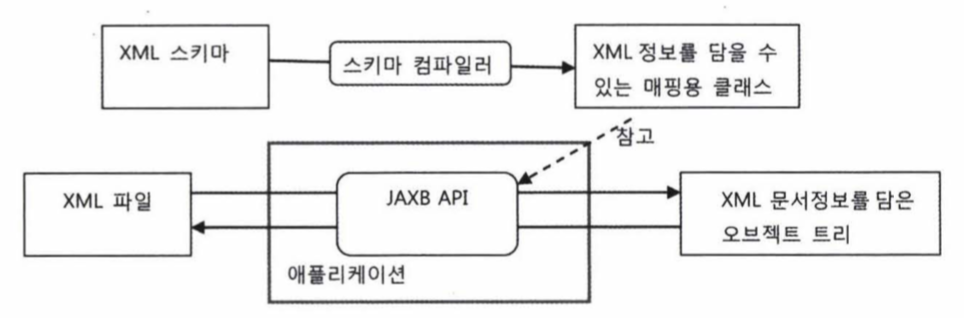 XML 스키마
스키마 컴파일러
XML 정보를 담을 수
있는 매핑용 클래스
참고
XML 파일
JAXB API
XML 문서정보를 담은
오브젝트 트리
애플리케이션